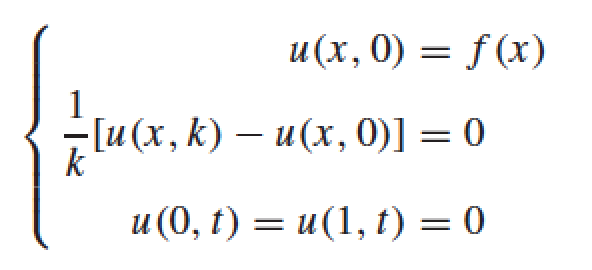 u(x, 0) = f(x)
1/k [u(x, k) − u(x, 0)] = 0
u(0, t) = u(1, t) = 0